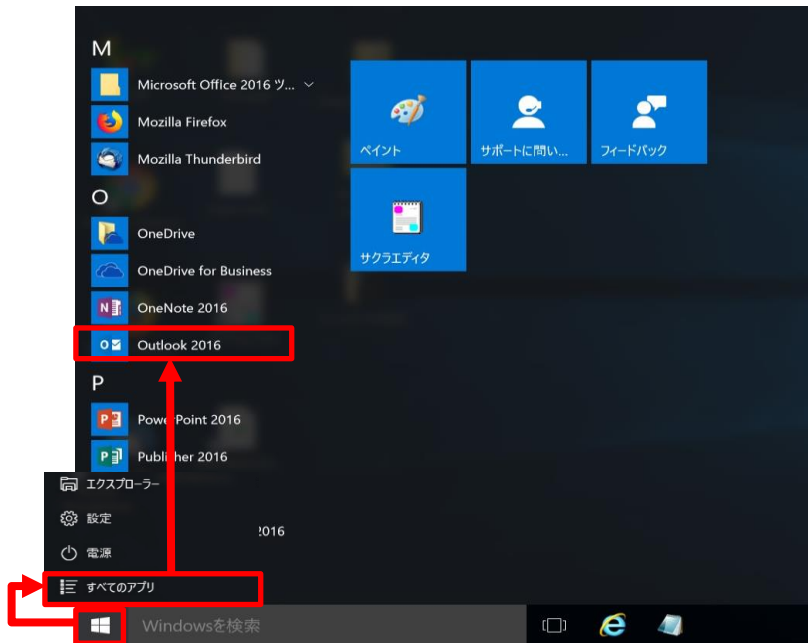 M
Microsoft Office 2016 ツ...
Mozilla Firefox
Mozilla Thunderbird
O
OneDrive
OneDrive for Business
OneNote 2016
Outlook 2016
P
PowerPoint 2016
Publisher 2016
ペイント
サポートに問い...
フィードバック
サクラエディタ
エクスプローラー
設定
2016
電源
すべてのアプリ
Windowsを検索